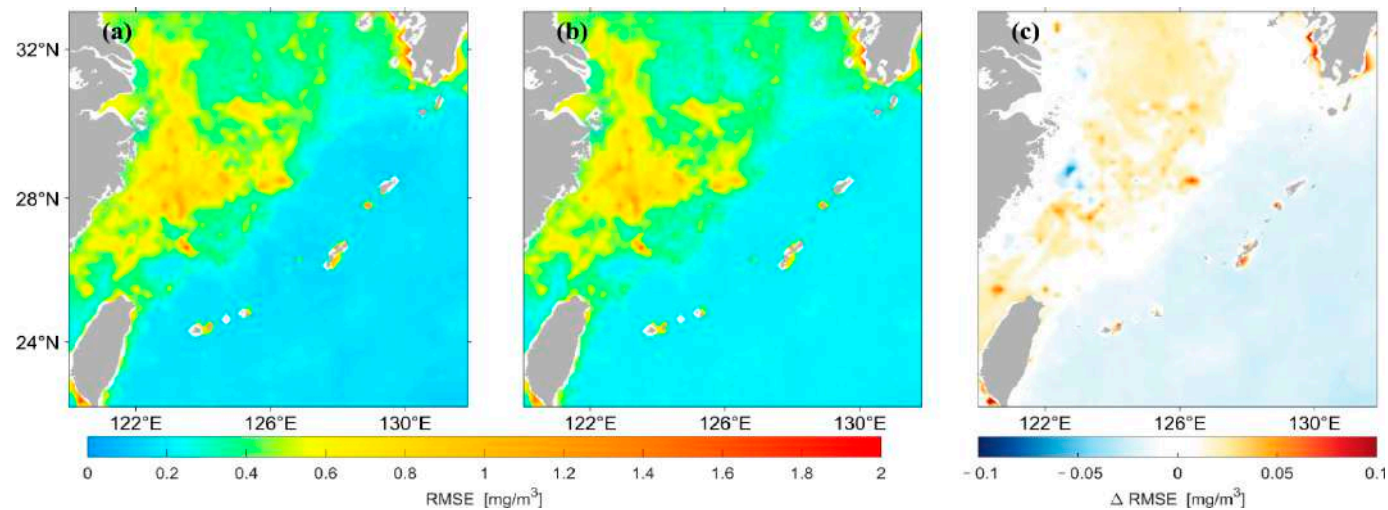 (a) (b) (c)
32°N
28°N
24°N
122°E 126°E 130°E 122°E 126°E 130°E 122°E 126°E 130°E
0 0.2 0.4 0.6 0.8 1 1.2 1.4 1.6 1.8 2 −0.1 −0.05 0 0.05 0.1
RMSE [mg/m³] Δ RMSE [mg/m³]